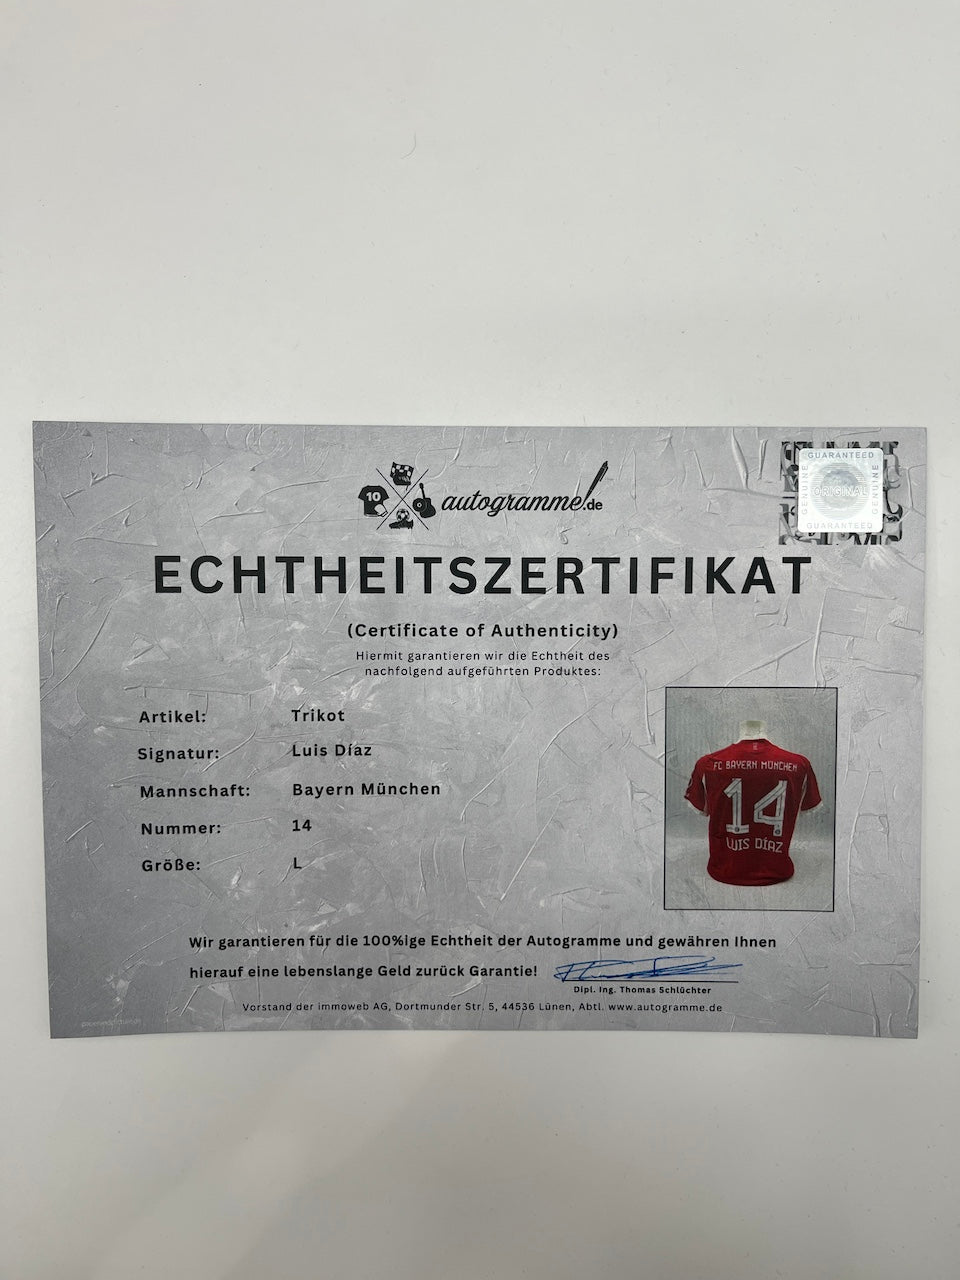 10
autogramme.de
GUARANTEED
GENUINE
ORIGINAL
GENUINE
GUARANTEED
ECHTHEITSZERTIFIKAT
(Certificate of Authenticity)
Hiermit garantieren wir die Echtheit des
nachfolgend aufgeführten Produktes:
Artikel: Trikot
Signatur: Luis Díaz
Mannschaft: Bayern München
Nummer: 14
Größe: L
FC BAYERN MÜNCHEN
14
LUIS DÍAZ
Wir garantieren für die 100%ige Echtheit der Autogramme und gewähren Ihnen
hierauf eine lebenslange Geld zurück Garantie!
Dipl. Ing. Thomas Schlüchter
Vorstand der immoweb AG, Dortmunder Str. 5, 44536 Lünen, Abtl. www.autogramme.de